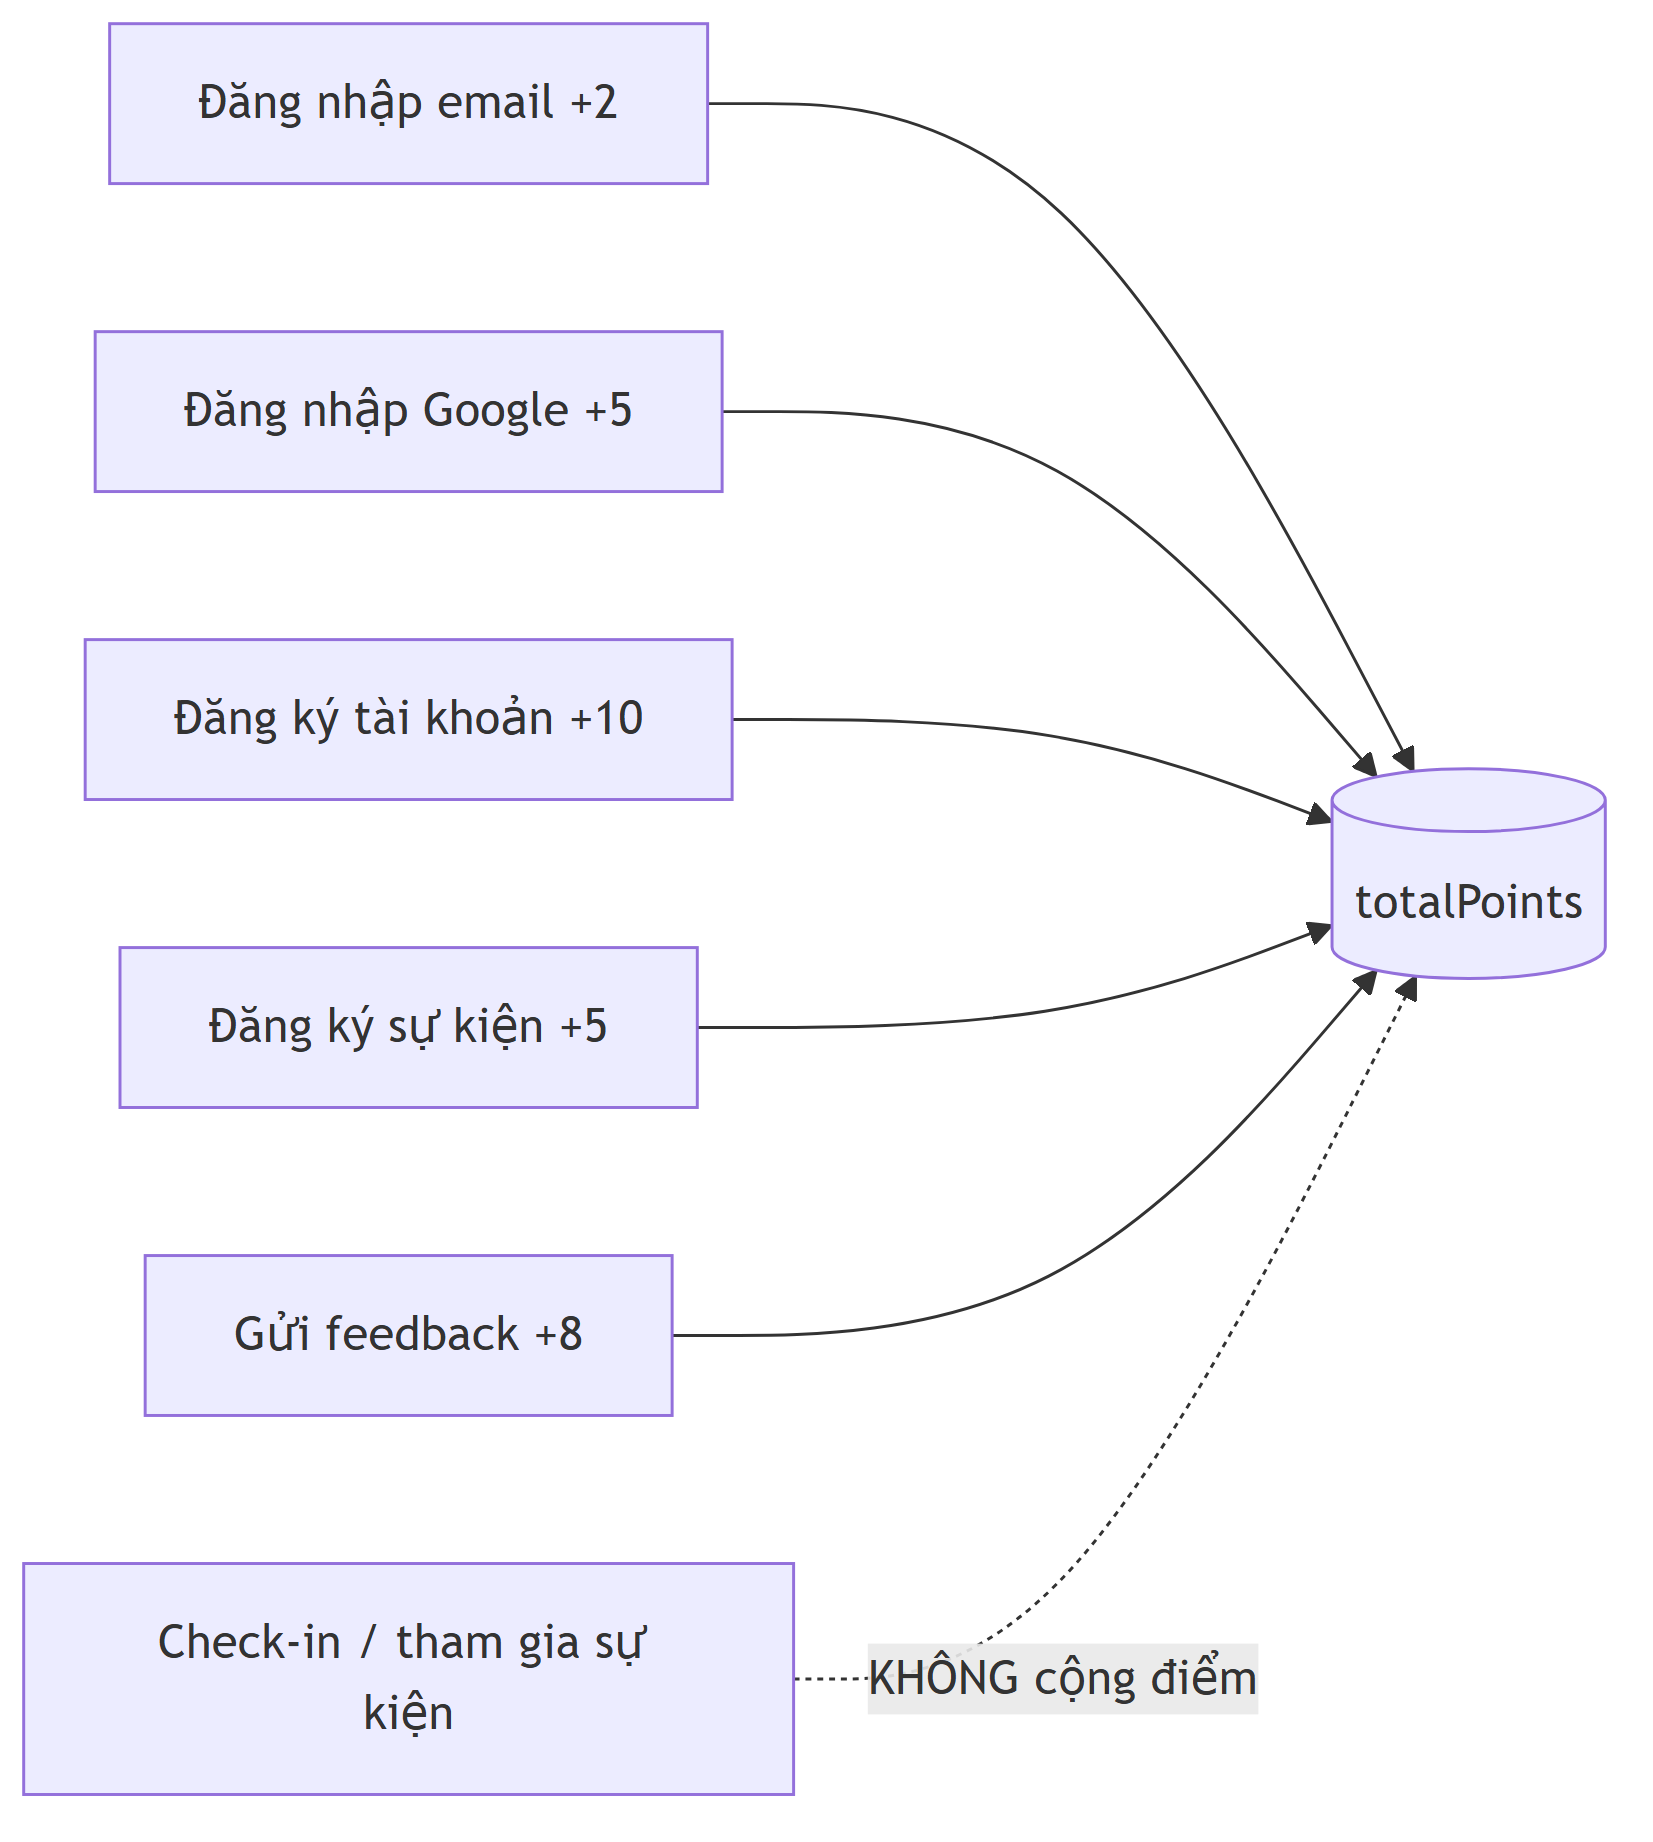 Đăng nhập email +2
Đăng nhập Google +5
Đăng ký tài khoản +10
totalPoints
Đăng ký sự kiện +5
Gửi feedback +8
Check-in / tham gia sự
kiện
KHÔNG cộng điểm